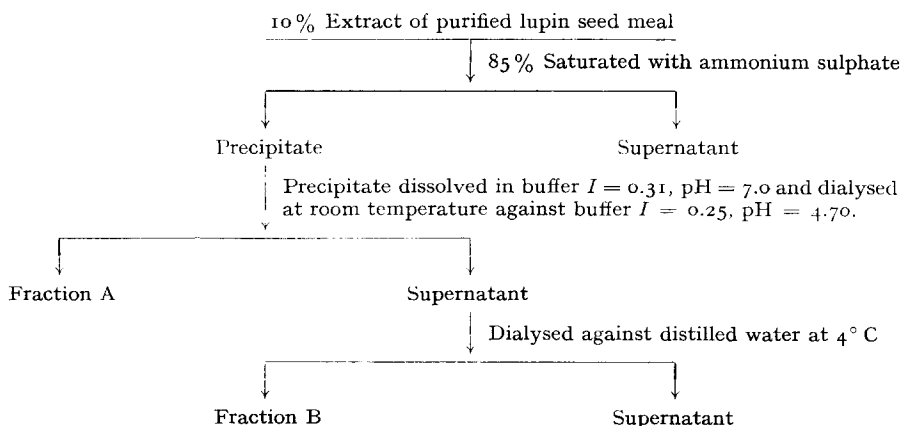 10% Extract of purified lupin seed meal
85% Saturated with ammonium sulphate
Precipitate Supernatant
Precipitate dissolved in buffer I = 0.31, pH = 7.0 and dialysed
at room temperature against buffer I = 0.25, pH = 4.70.
Fraction A Supernatant
Dialysed against distilled water at 4° C
Fraction B Supernatant